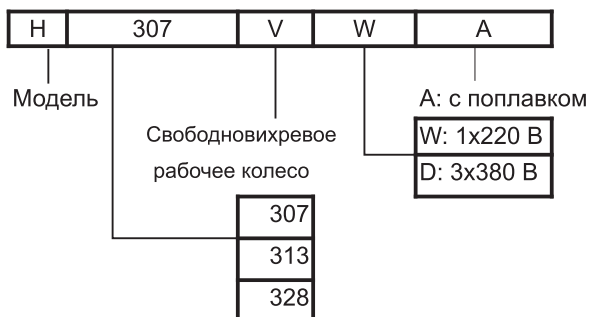 H 307 V W A
Модель
A: с поплавком
Свободновихревое
рабочее колесо
W: 1x220 В
D: 3x380 В
307
313
328